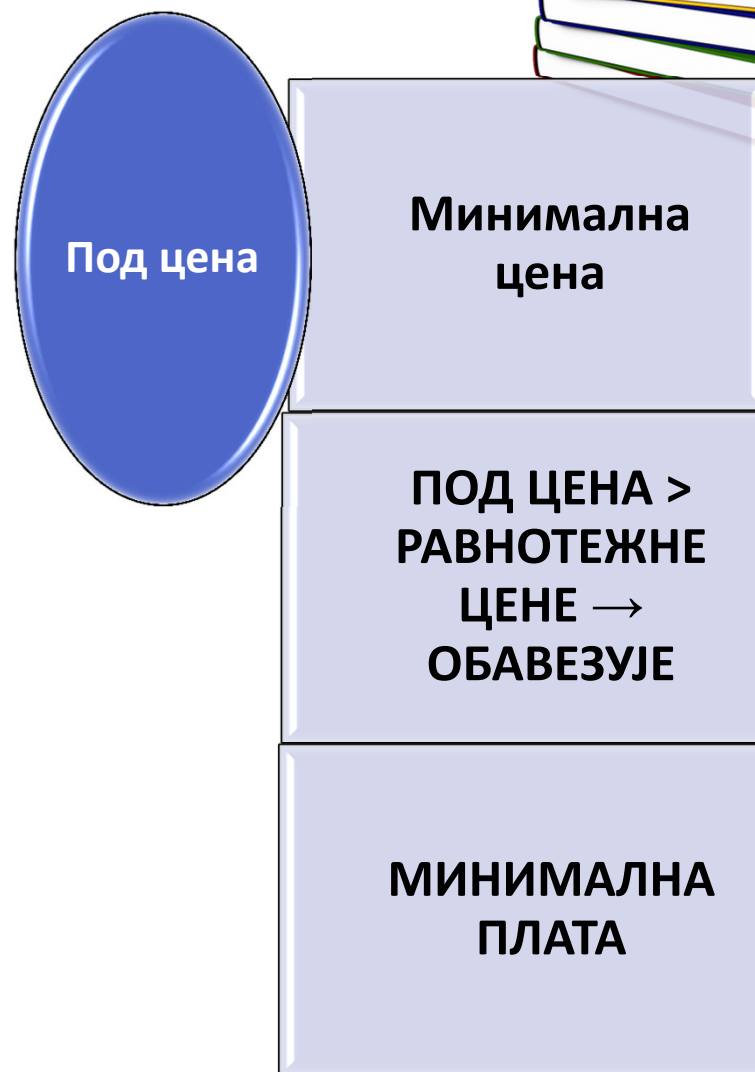 Под цена
Минимална
цена
ПОД ЦЕНА >
РАВНОТЕЖНЕ
ЦЕНЕ →
ОБАВЕЗУЈЕ
МИНИМАЛНА
ПЛАТА